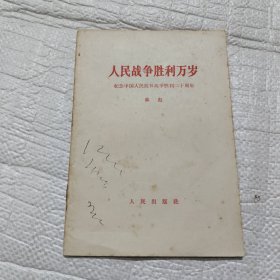 人民战争胜利万岁
纪念中国人民抗日战争胜利二十周年
林彪
人民出版社